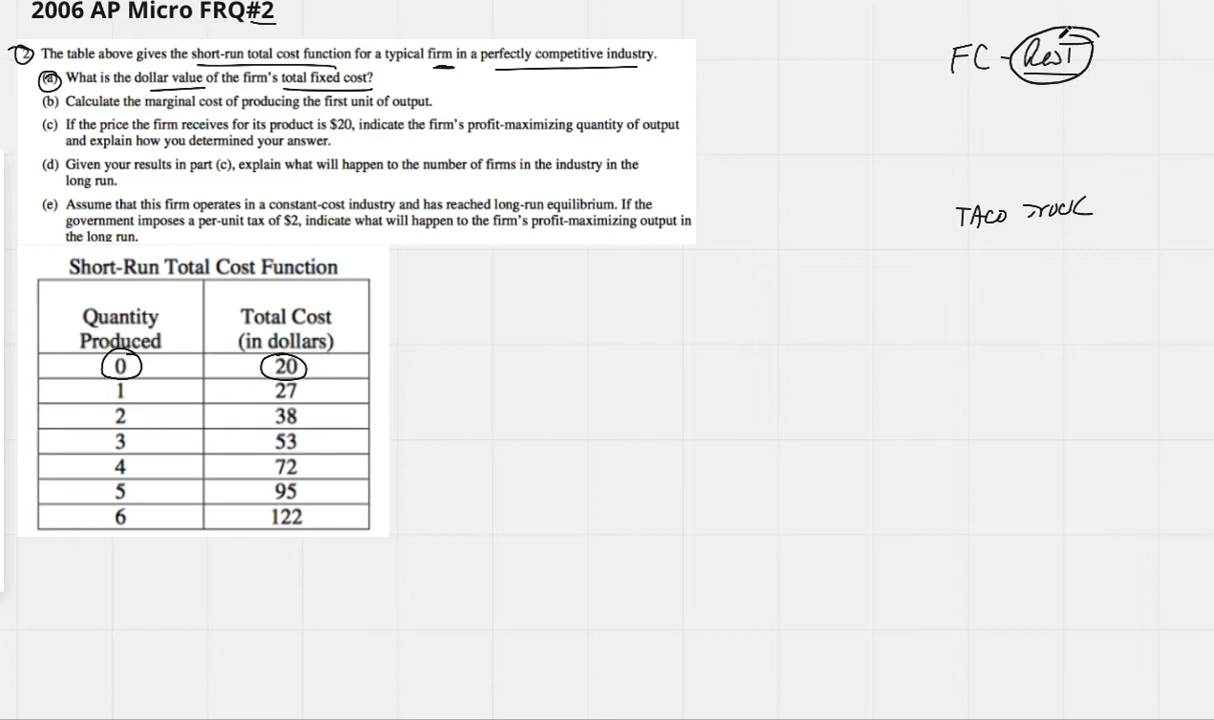 2006 AP Micro FRQ#2
2. The table above gives the short-run total cost function for a typical firm in a perfectly competitive industry.
(a) What is the dollar value of the firm's total fixed cost?
(b) Calculate the marginal cost of producing the first unit of output.
(c) If the price the firm receives for its product is $20, indicate the firm's profit-maximizing quantity of output
and explain how you determined your answer.
(d) Given your results in part (c), explain what will happen to the number of firms in the industry in the
long run.
(e) Assume that this firm operates in a constant-cost industry and has reached long-run equilibrium. If the
government imposes a per-unit tax of $2, indicate what will happen to the firm's profit-maximizing output in
the long run.
FC - RenT
TACO Truck
Short-Run Total Cost Function
Quantity Produced Total Cost (in dollars)
0 20
1 27
2 38
3 53
4 72
5 95
6 122